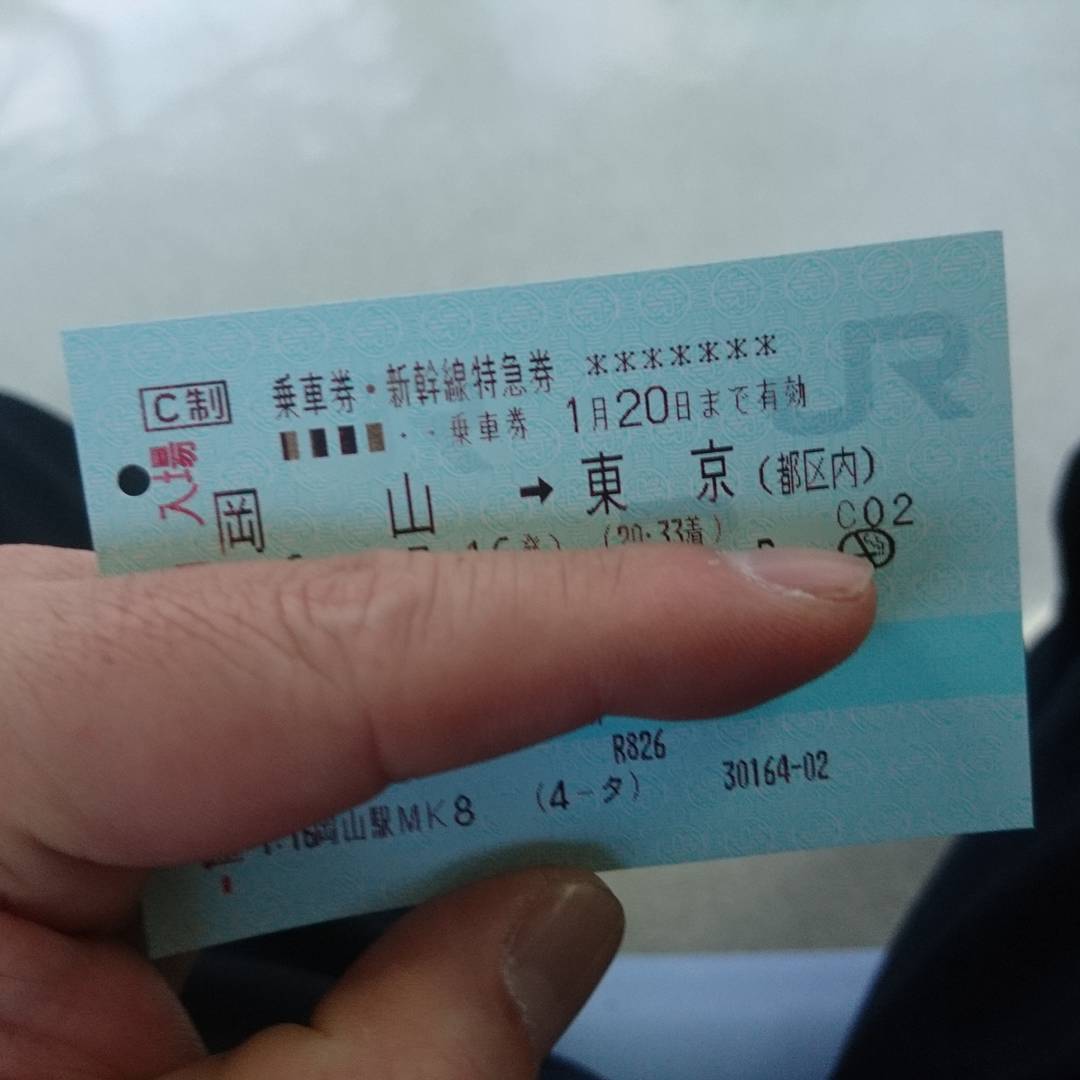 C制 乗車券・新幹線特急券 *******
乗車券 1月20日まで有効
入場
岡 山 → 東 京 (都区内)
C02
(20:33着)
R826
岡山駅MK8 (4-タ) 30164-02
JR